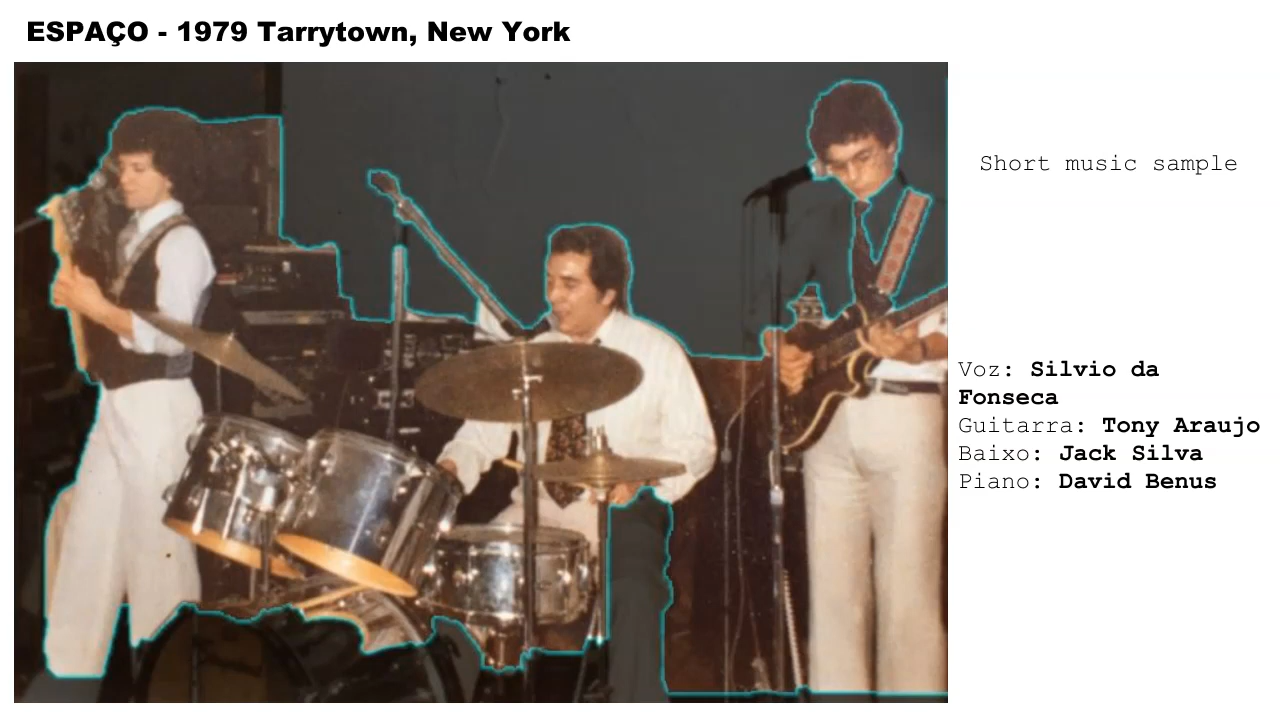 ESPAÇO - 1979 Tarrytown, New York
Short music sample
Voz: Silvio da
Fonseca
Guitarra: Tony Araujo
Baixo: Jack Silva
Piano: David Benus